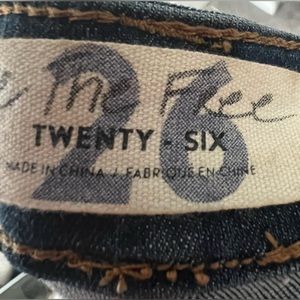 The Free
26
TWENTY - SIX
MADE IN CHINA / FABRIQUE EN CHINE